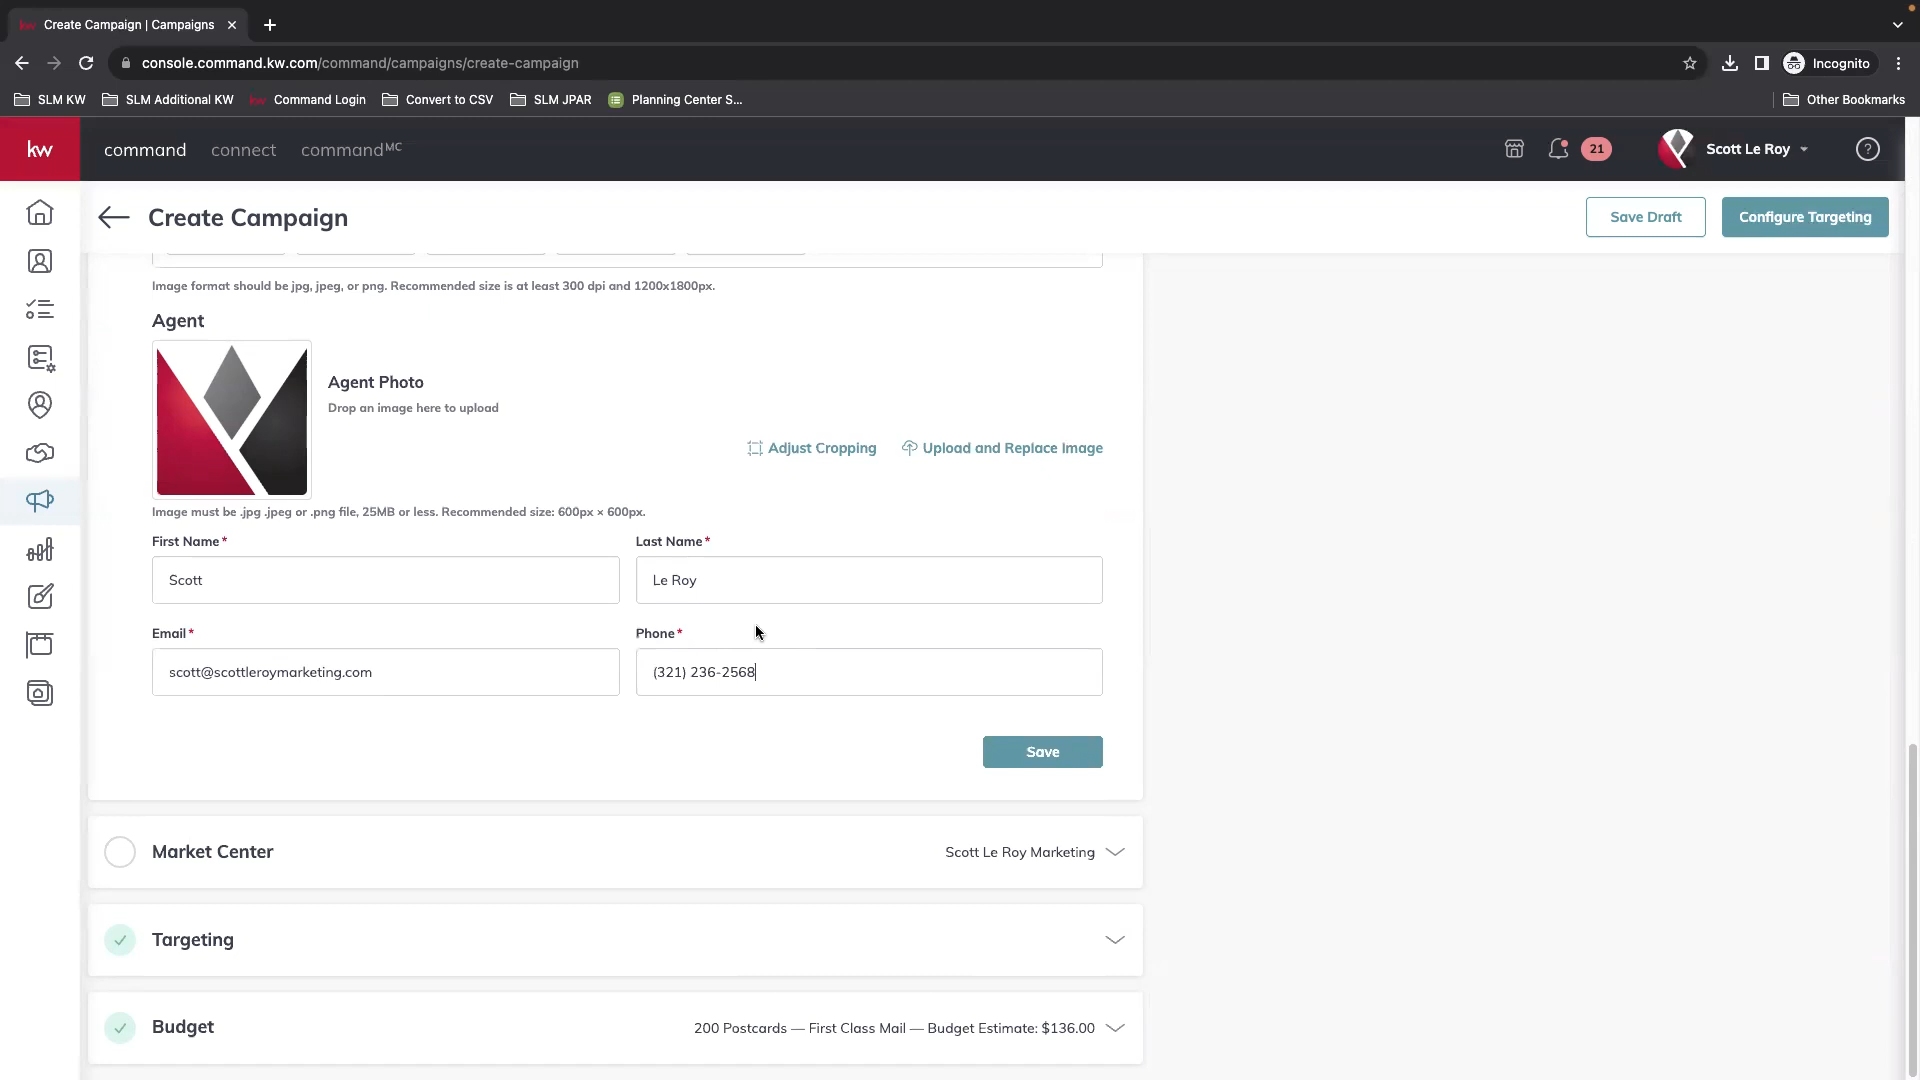 Create Campaign | Campaigns
console.command.kw.com/command/campaigns/create-campaign
Incognito
SLM KW
SLM Additional KW
Command Login
Convert to CSV
SLM JPAR
Planning Center S...
Other Bookmarks
kw
command
connect
commandMC
21
Scott Le Roy
Create Campaign
Save Draft
Configure Targeting
Image format should be jpg, jpeg, or png. Recommended size is at least 300 dpi and 1200x1800px.
Agent
Agent Photo
Drop an image here to upload
Adjust Cropping
Upload and Replace Image
Image must be .jpg .jpeg or .png file, 25MB or less. Recommended size: 600px × 600px.
First Name*
Last Name*
Scott
Le Roy
Email*
Phone*
scott@scottleroymarketing.com
(321) 236-2568
Save
Market Center
Scott Le Roy Marketing
Targeting
Budget
200 Postcards — First Class Mail — Budget Estimate: $136.00